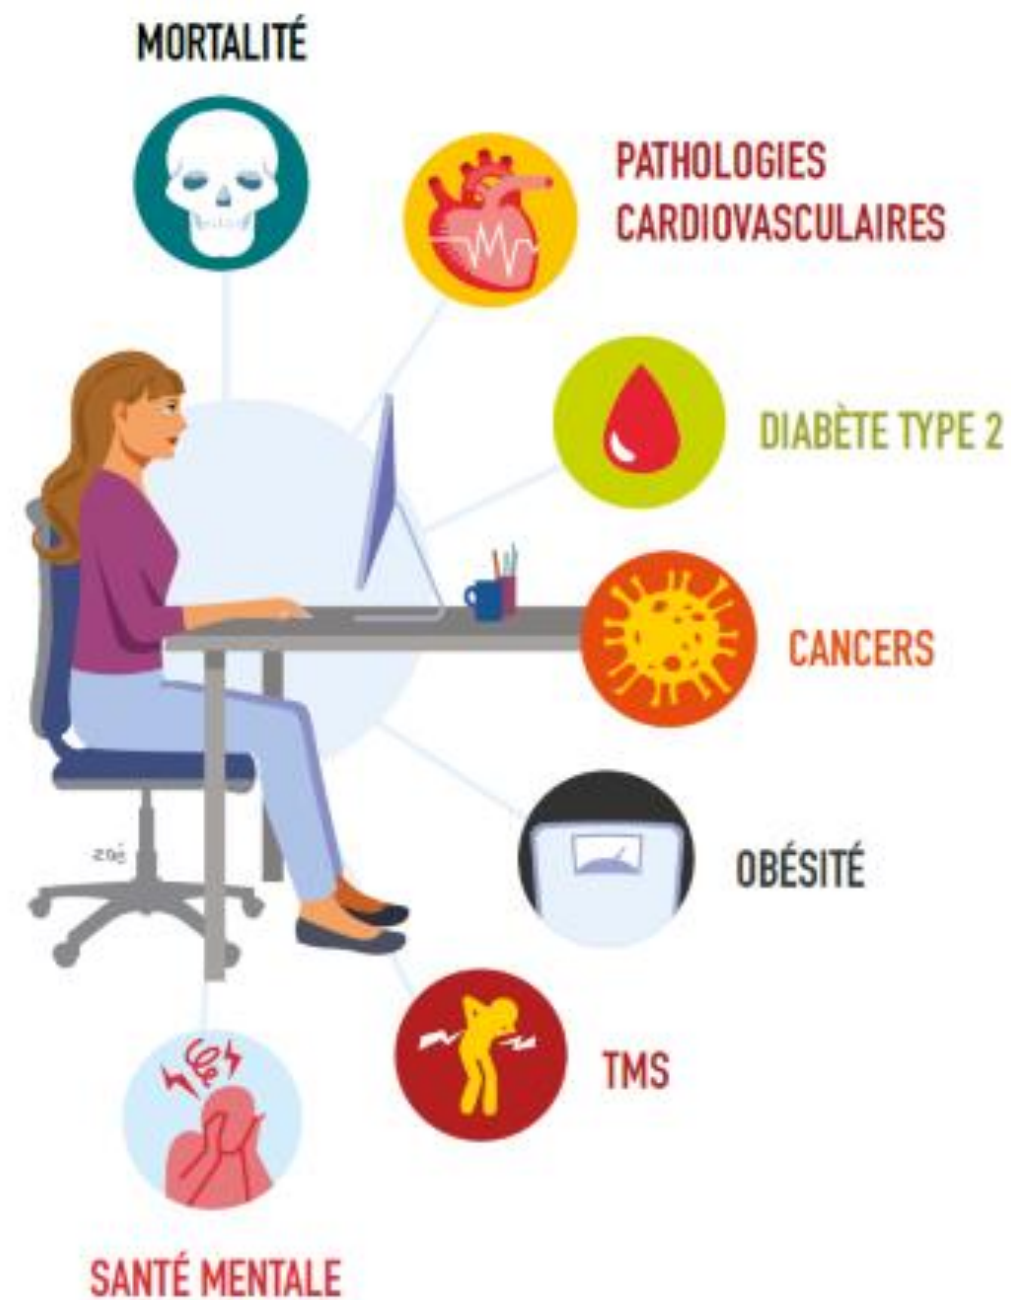 MORTALITÉ
PATHOLOGIES
CARDIOVASCULAIRES
DIABÈTE TYPE 2
CANCERS
OBÉSITÉ
TMS
SANTÉ MENTALE